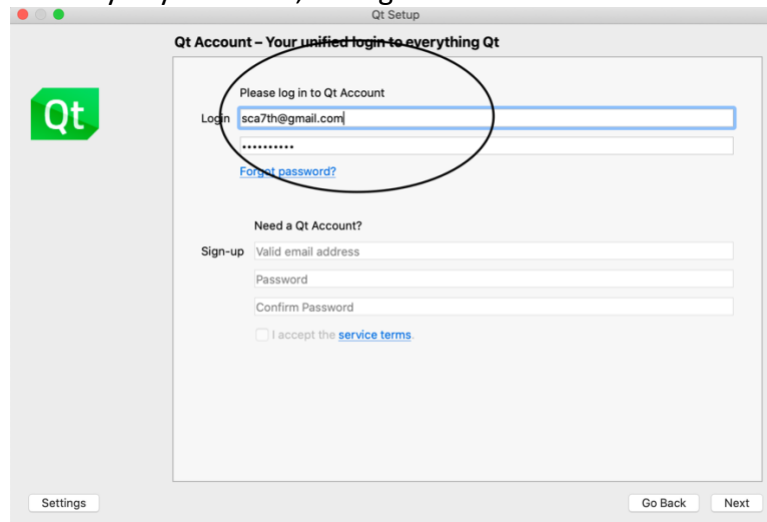 Qt Setup
Qt Account – Your unified login to everything Qt
Qt
Please log in to Qt Account
Login sca7th@gmail.com
••••••••••
Forgot password?
Need a Qt Account?
Sign-up Valid email address
Password
Confirm Password
I accept the service terms.
Settings Go Back Next